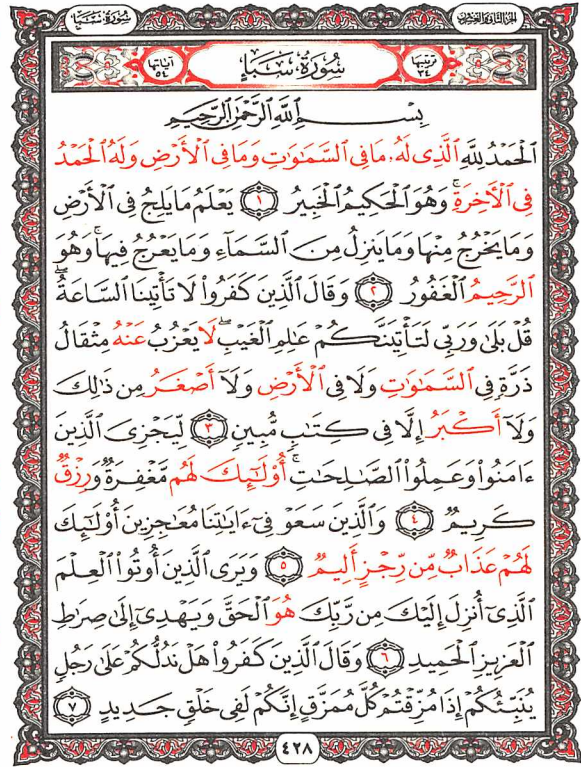 سُورَةُ سَبَإٍ
الجزء الثاني والعشرون
سُورَةُ سَبَإٍ
ترتيبها ٣٤
آياتها ٥٤
بِسْمِ ٱللَّهِ ٱلرَّحْمَٰنِ ٱلرَّحِيمِ
ٱلْحَمْدُ لِلَّهِ ٱلَّذِى لَهُۥ مَا فِى ٱلسَّمَٰوَٰتِ وَمَا فِى ٱلْأَرْضِ وَلَهُ ٱلْحَمْدُ
فِى ٱلْءَاخِرَةِ ۚ وَهُوَ ٱلْحَكِيمُ ٱلْخَبِيرُ ١ يَعْلَمُ مَا يَلِجُ فِى ٱلْأَرْضِ
وَمَا يَخْرُجُ مِنْهَا وَمَا يَنزِلُ مِنَ ٱلسَّمَآءِ وَمَا يَعْرُجُ فِيهَا ۚ وَهُوَ
ٱلرَّحِيمُ ٱلْغَفُورُ ٢ وَقَالَ ٱلَّذِينَ كَفَرُوا۟ لَا تَأْتِينَا ٱلسَّاعَةُ ۖ
قُلْ بَلَىٰ وَرَبِّى لَتَأْتِيَنَّكُمْ عَٰلِمِ ٱلْغَيْبِ ۖ لَا يَعْزُبُ عَنْهُ مِثْقَالُ
ذَرَّةٍ فِى ٱلسَّمَٰوَٰتِ وَلَا فِى ٱلْأَرْضِ وَلَآ أَصْغَرُ مِن ذَٰلِكَ
وَلَآ أَكْبَرُ إِلَّا فِى كِتَٰبٍ مُّبِينٍ ٣ لِّيَجْزِىَ ٱلَّذِينَ
ءَامَنُوا۟ وَعَمِلُوا۟ ٱلصَّٰلِحَٰتِ ۚ أُو۟لَٰٓئِكَ لَهُم مَّغْفِرَةٌ وَرِزْقٌ
كَرِيمٌ ٤ وَٱلَّذِينَ سَعَوْ فِىٓ ءَايَٰتِنَا مُعَٰجِزِينَ أُو۟لَٰٓئِكَ
لَهُمْ عَذَابٌ مِّن رِّجْزٍ أَلِيمٌ ٥ وَيَرَى ٱلَّذِينَ أُوتُوا۟ ٱلْعِلْمَ
ٱلَّذِىٓ أُنزِلَ إِلَيْكَ مِن رَّبِّكَ هُوَ ٱلْحَقَّ وَيَهْدِىٓ إِلَىٰ صِرَٰطِ
ٱلْعَزِيزِ ٱلْحَمِيدِ ٦ وَقَالَ ٱلَّذِينَ كَفَرُوا۟ هَلْ نَدُلُّكُمْ عَلَىٰ رَجُلٍ
يُنَبِّئُكُمْ إِذَا مُزِّقْتُمْ كُلَّ مُمَزَّقٍ إِنَّكُمْ لَفِى خَلْقٍ جَدِيدٍ ٧
٤٢٨